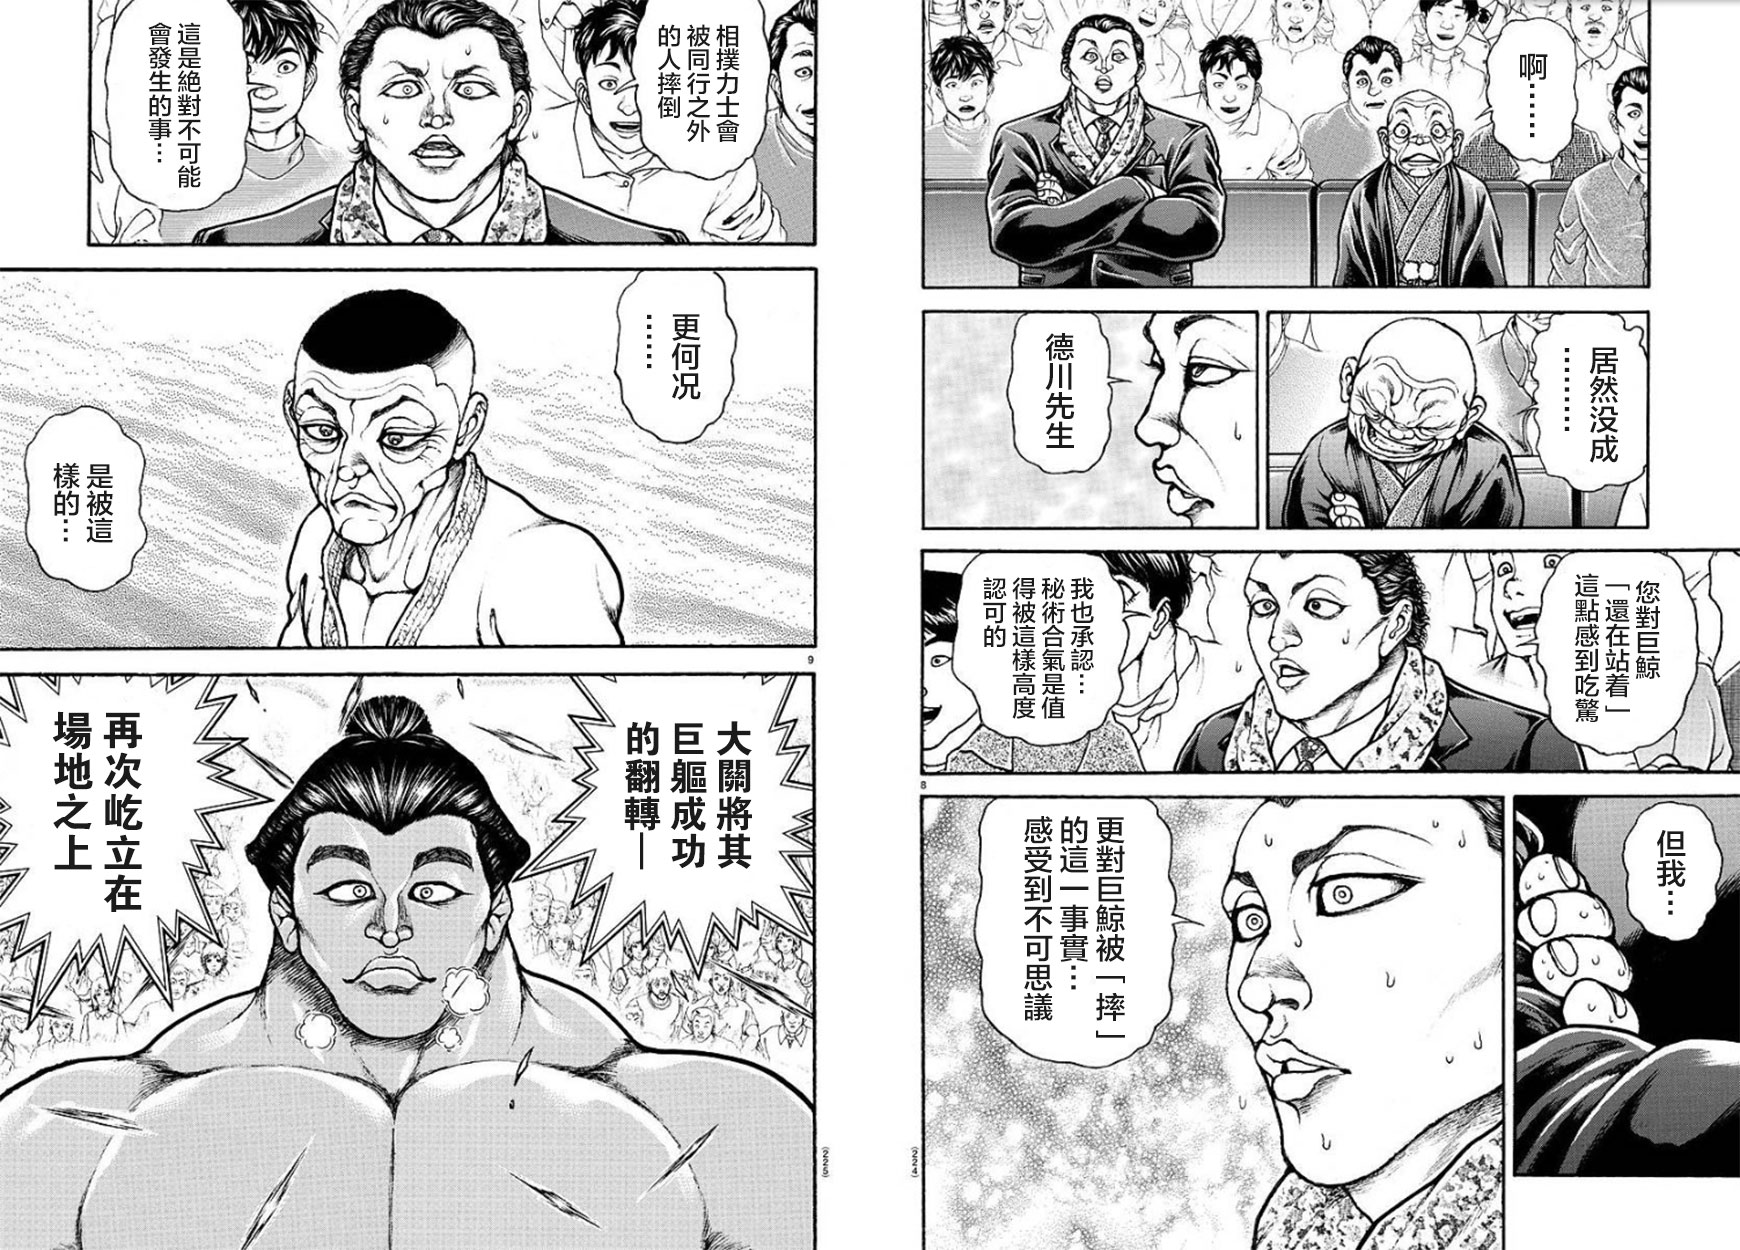 啊……
居然没成
………
德川先生
您對巨鯨
「還在站着」
這點感到吃驚
我也承認…
秘術合氣是值
得被這樣高度
認可的
8
但我…
更對巨鯨被「摔」
的這一事實…
感受到不可思議
(224)
相撲力士會
被同行之外
的人摔倒
這是絕對不可能
會發生的事…
更何况
……
是被這
樣的…
9
大關將其
巨軀成功
的翻轉—
再次屹立在
場地之上
(225)